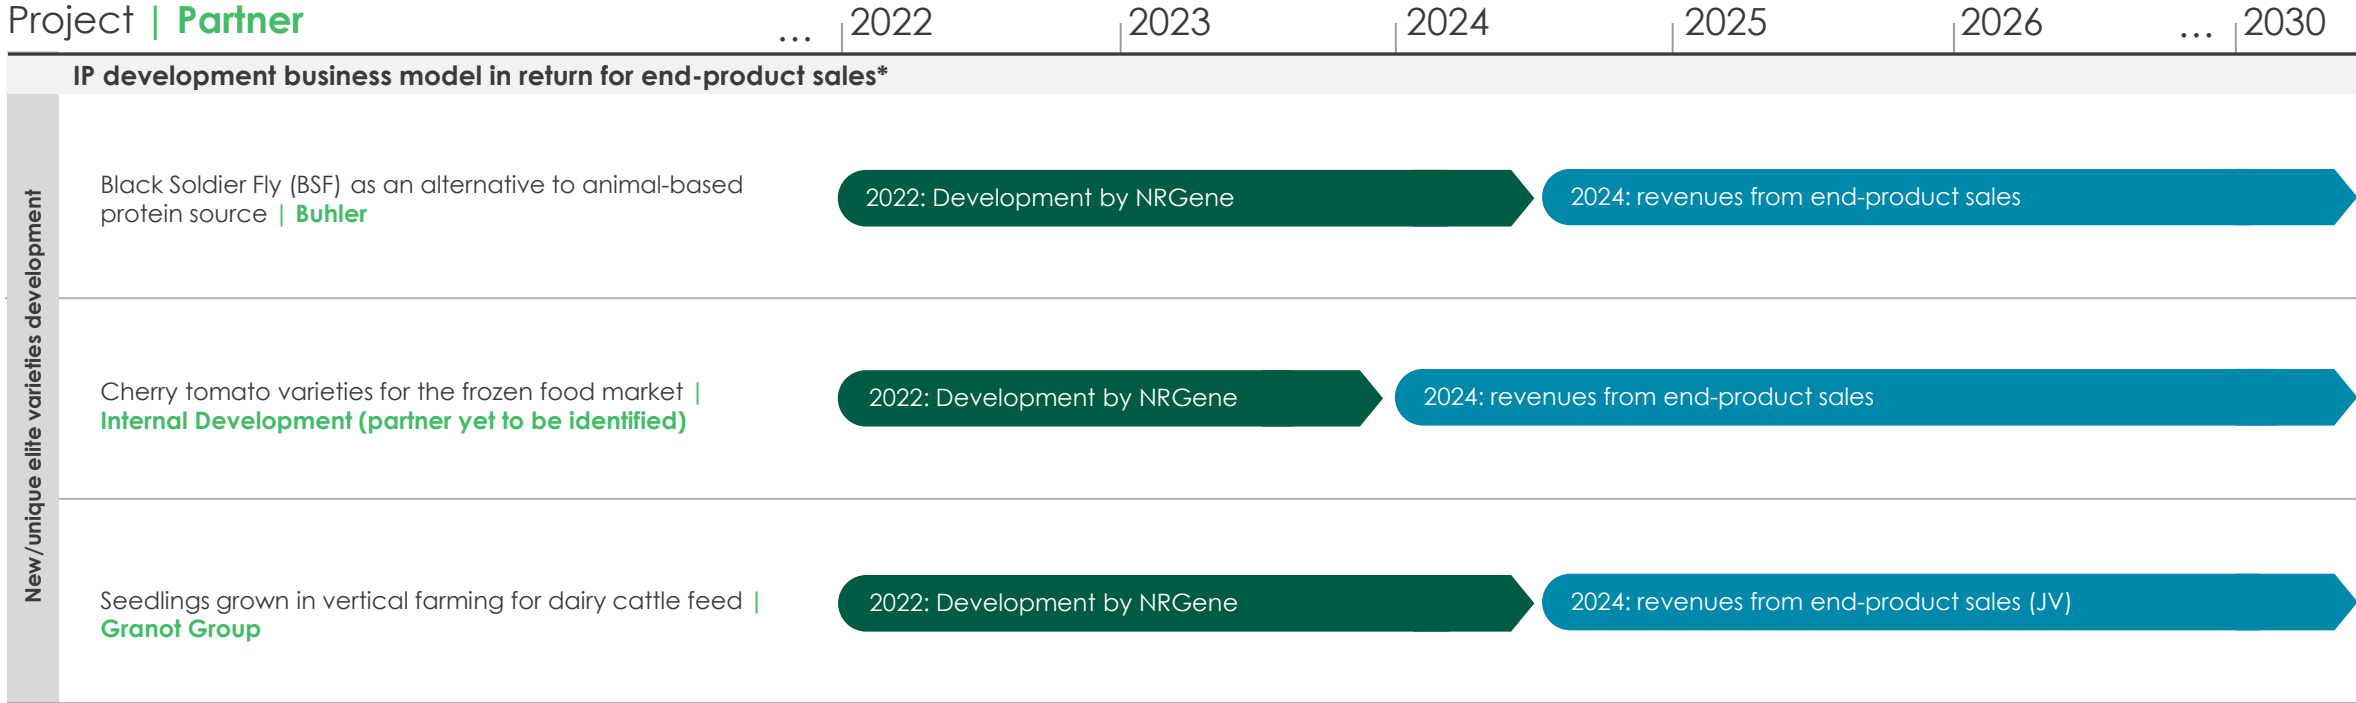 Project | Partner ... 2022 2023 2024 2025 2026 ... 2030
IP development business model in return for end-product sales*
New/unique elite varieties development
Black Soldier Fly (BSF) as an alternative to animal-based
protein source | Buhler
2022: Development by NRGene
2024: revenues from end-product sales
Cherry tomato varieties for the frozen food market |
Internal Development (partner yet to be identified)
2022: Development by NRGene
2024: revenues from end-product sales
Seedlings grown in vertical farming for dairy cattle feed |
Granot Group
2022: Development by NRGene
2024: revenues from end-product sales (JV)